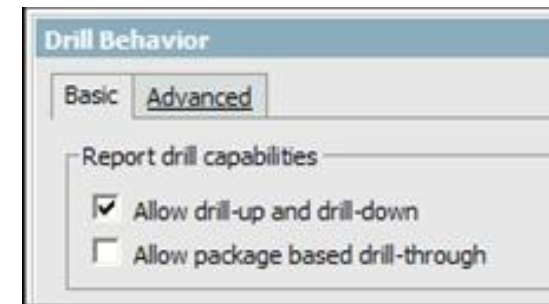 Drill Behavior
Basic Advanced
Report drill capabilities
Allow drill-up and drill-down
Allow package based drill-through